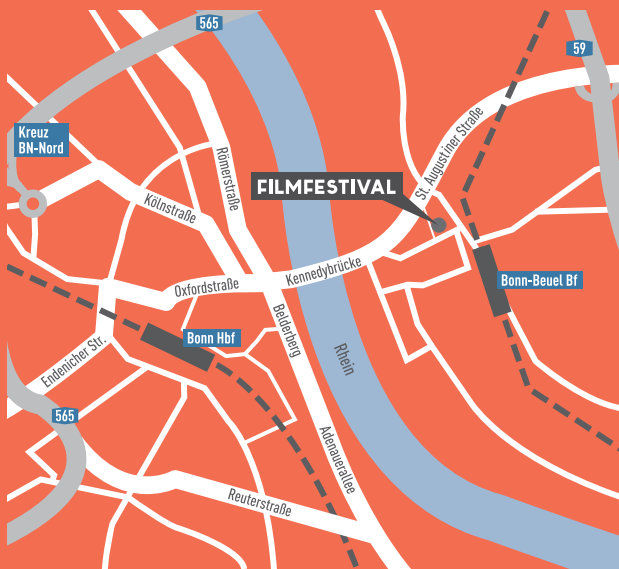 565
59
Kreuz
BN-Nord
St. Augustiner Straße
Römerstraße
FILMFESTIVAL
Kölnstraße
Kennedybrücke
Oxfordstraße
Bonn-Beuel Bf
Belderberg
Bonn Hbf
Rhein
Endenicher Str.
565
Adenauerallee
Reuterstraße